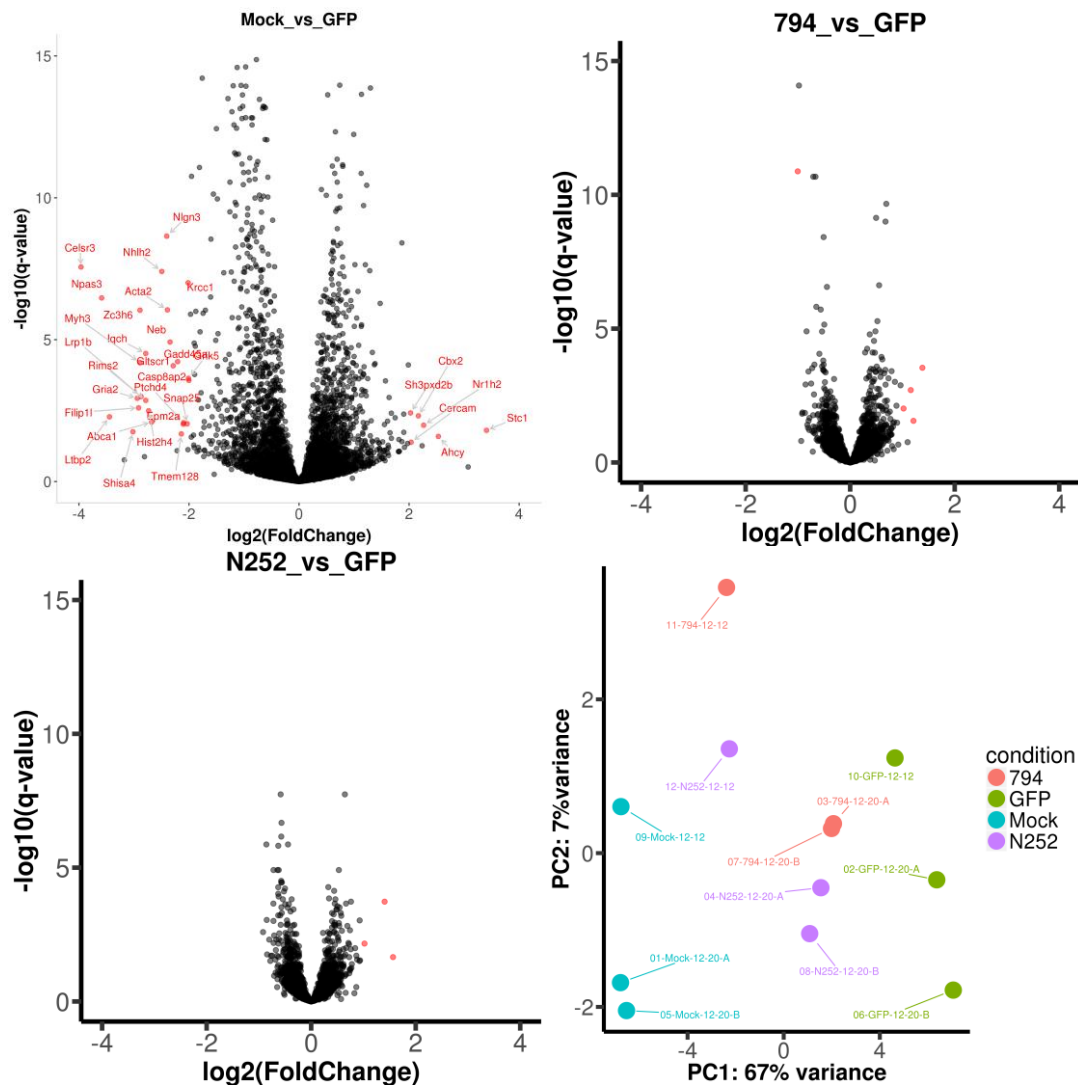 Mock_vs_GFP
-log10(q-value)
15
10
5
0
-4
-2
0
2
4
log2(FoldChange)
Nlgn3
Celsr3
Nhlh2
Npas3
Acta2
Krcc1
Zc3h6
Myh3
Neb
Lrp1b
Iqch
Gadd45a
Rims2
Gltscr1
Casp8ap2
Gria2
Ptchd4
Snap25
Filip1l
Epm2a
Abca1
Hist2h4
Ltbp2
Tmem128
Shisa4
Cbx2
Sh3pxd2b
Nr1h2
Cercam
Stc1
Ahcy
794_vs_GFP
-log10(q-value)
15
10
5
0
-4
-2
0
2
4
log2(FoldChange)
N252_vs_GFP
-log10(q-value)
15
10
5
0
-4
-2
0
2
4
log2(FoldChange)
PC2: 7%variance
2
0
-2
-4
0
4
PC1: 67% variance
11-794-12-12
12-N252-12-12
10-GFP-12-12
03-794-12-20-A
09-Mock-12-12
07-794-12-20-B
02-GFP-12-20-A
04-N252-12-20-A
01-Mock-12-20-A
08-N252-12-20-B
05-Mock-12-20-B
06-GFP-12-20-B
condition
794
GFP
Mock
N252